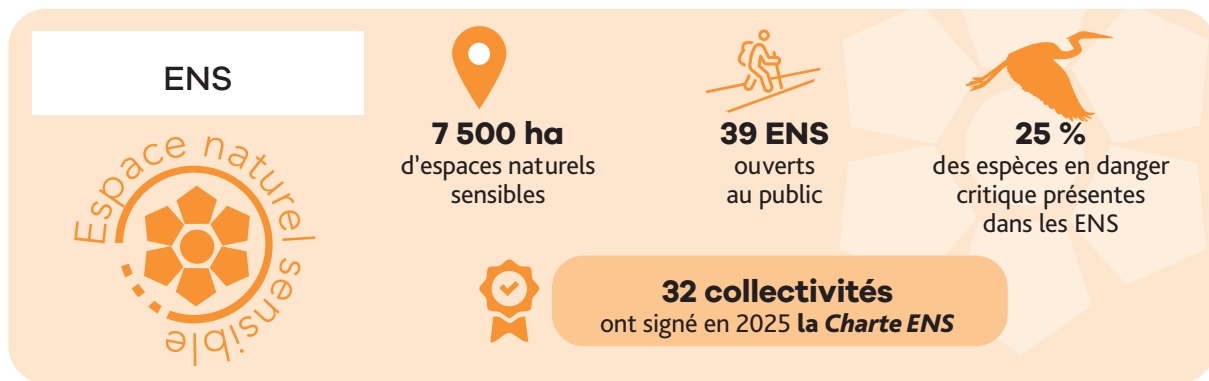 ENS
Espace naturel sensible
7 500 ha
d'espaces naturels
sensibles
39 ENS
ouverts
au public
25 %
des espèces en danger
critique présentes
dans les ENS
32 collectivités
ont signé en 2025 la Charte ENS